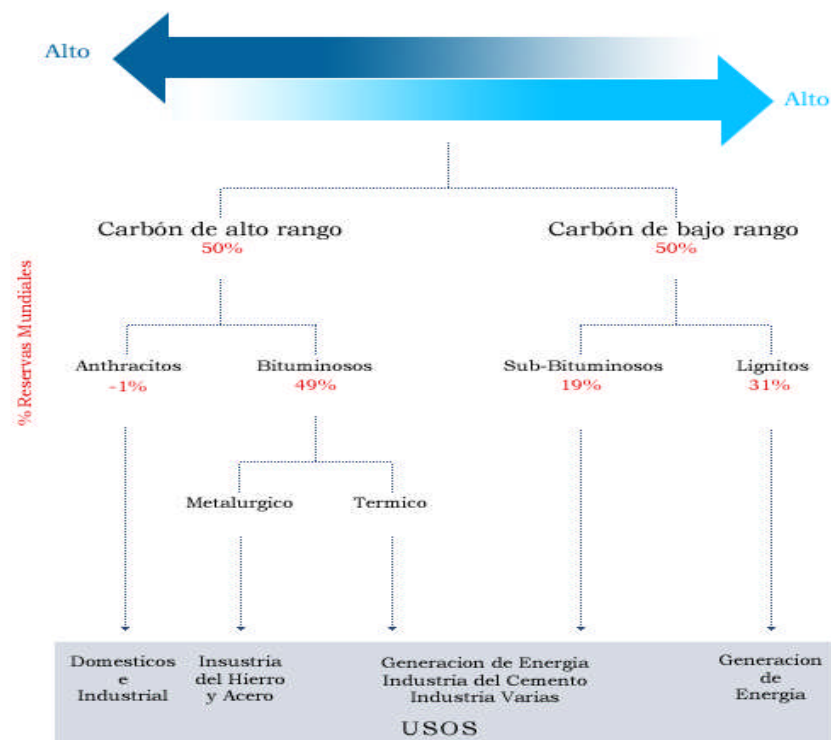 Alto
Alto
Carbón de alto rango
50%
Carbón de bajo rango
50%
% Reservas Mundiales
Anthracitos
-1%
Bituminosos
49%
Sub-Bituminosos
19%
Lignitos
31%
Metalurgico
Termico
Domesticos
e
Industrial
Insustria
del Hierro
y Acero
Generacion de Energia
Industria del Cemento
Industria Varias
Generacion
de
Energia
USOS